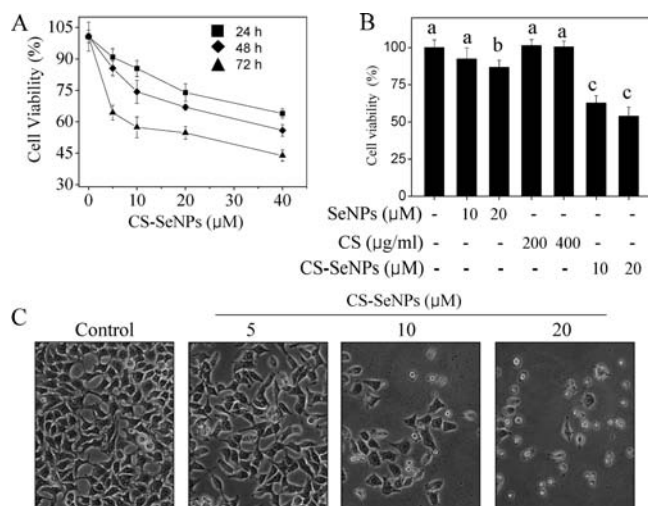 A
105
90
75
60
45
30
Cell Viability (%)
24 h
48 h
72 h
0 10 20 30 40
CS-SeNPs (μM)
B
100
75
50
25
0
Cell viability (%)
a a b a a c c
SeNPs (μM) - 10 20 - - - -
CS (μg/ml) - - - 200 400 - -
CS-SeNPs (μM) - - - - - 10 20
C
CS-SeNPs (μM)
Control 5 10 20